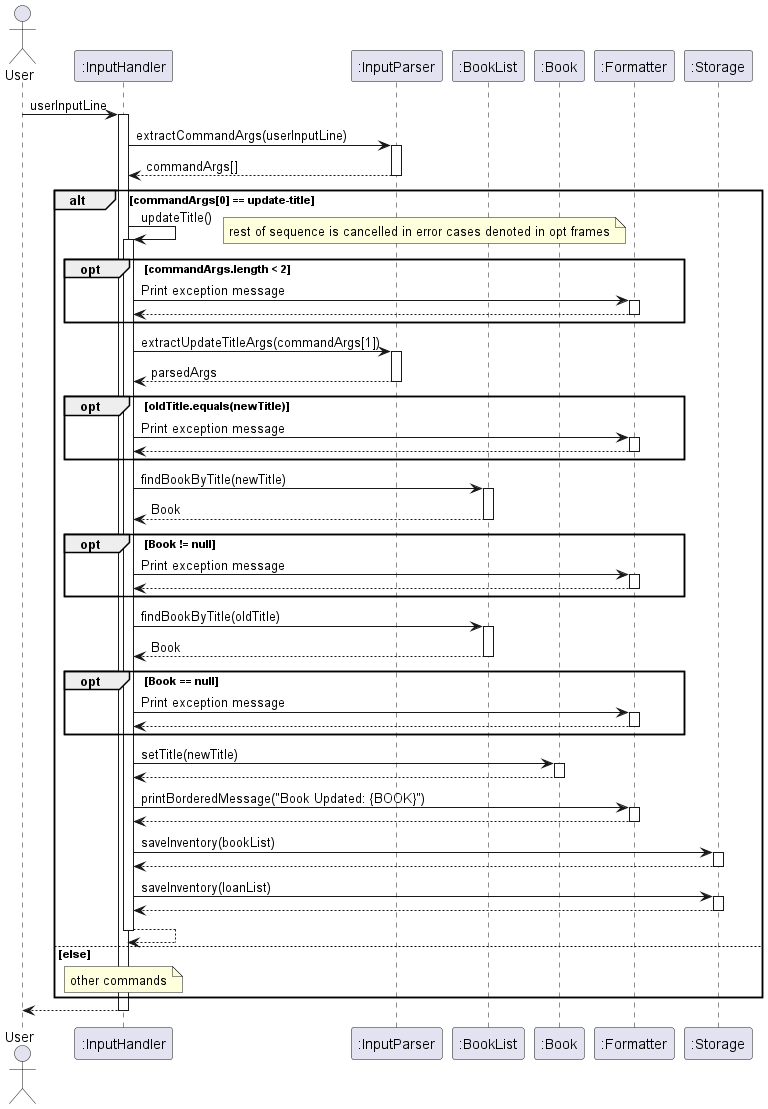 User
:InputHandler
:InputParser
:BookList
:Book
:Formatter
:Storage
userInputLine
extractCommandArgs(userInputLine)
commandArgs[]
alt
[commandArgs[0] == update-title]
updateTitle()
rest of sequence is cancelled in error cases denoted in opt frames
opt
[commandArgs.length < 2]
Print exception message
extractUpdateTitleArgs(commandArgs[1])
parsedArgs
opt
[oldTitle.equals(newTitle)]
Print exception message
findBookByTitle(newTitle)
Book
opt
[Book != null]
Print exception message
findBookByTitle(oldTitle)
Book
opt
[Book == null]
Print exception message
setTitle(newTitle)
printBorderedMessage("Book Updated: {BOOK}")
saveInventory(bookList)
saveInventory(loanList)
[else]
other commands
User
:InputHandler
:InputParser
:BookList
:Book
:Formatter
:Storage